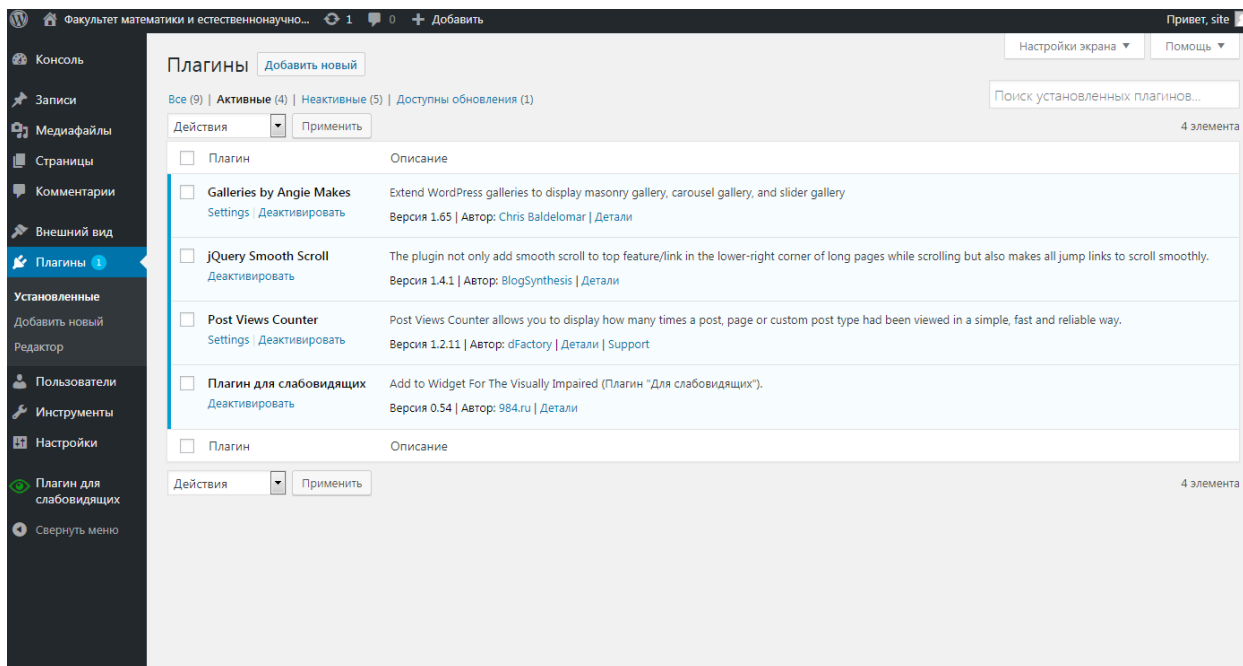 Факультет математики и естественнонаучно... 1 0 Добавить Привет, site
Настройки экрана Помощь
Консоль
Записи
Медиафайлы
Страницы
Комментарии
Внешний вид
Плагины 1
Установленные
Добавить новый
Редактор
Пользователи
Инструменты
Настройки
Плагин для
слабовидящих
Свернуть меню
Плагины Добавить новый
Все (9) | Активные (4) | Неактивные (5) | Доступны обновления (1)
Поиск установленных плагинов...
Действия Применить 4 элемента
Плагин Описание
Galleries by Angie Makes Extend WordPress galleries to display masonry gallery, carousel gallery, and slider gallery
Settings | Деактивировать Версия 1.65 | Автор: Chris Baldelomar | Детали
jQuery Smooth Scroll The plugin not only add smooth scroll to top feature/link in the lower-right corner of long pages while scrolling but also makes all jump links to scroll smoothly.
Деактивировать Версия 1.4.1 | Автор: BlogSynthesis | Детали
Post Views Counter Post Views Counter allows you to display how many times a post, page or custom post type had been viewed in a simple, fast and reliable way.
Settings | Деактивировать Версия 1.2.11 | Автор: dFactory | Детали | Support
Плагин для слабовидящих Add to Widget For The Visually Impaired (Плагин "Для слабовидящих").
Деактивировать Версия 0.54 | Автор: 984.ru | Детали
Плагин Описание
Действия Применить 4 элемента